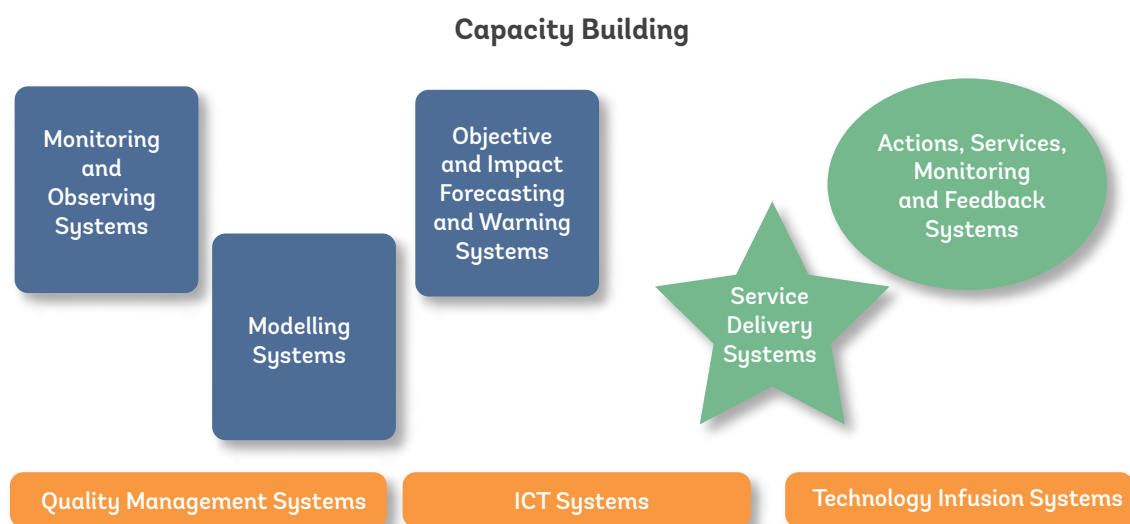 Capacity Building
Monitoring
and
Observing
Systems
Modelling
Systems
Objective
and Impact
Forecasting
and Warning
Systems
Service
Delivery
Systems
Actions, Services,
Monitoring
and Feedback
Systems
Quality Management Systems
ICT Systems
Technology Infusion Systems